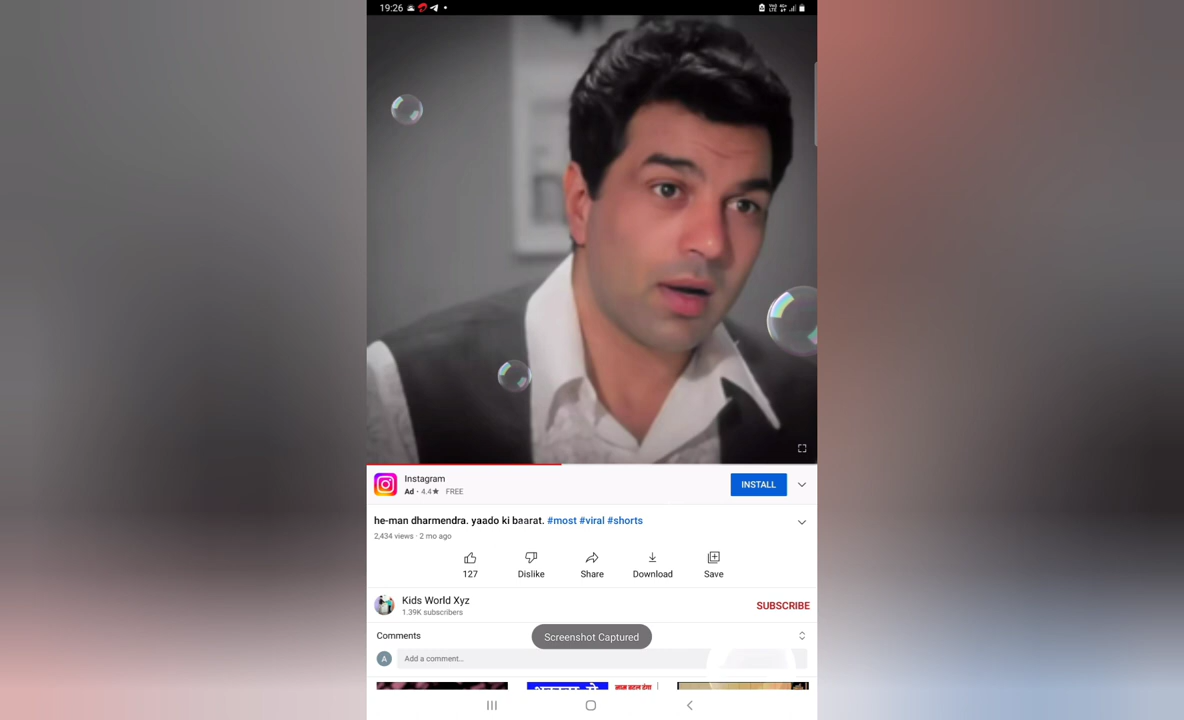 19:26
Instagram
Ad · 4.4★ FREE
INSTALL
he-man dharmendra. yaado ki baarat. #most #viral #shorts
2,434 views · 2 mo ago
127 Dislike Share Download Save
Kids World Xyz
1.39K subscribers
SUBSCRIBE
Comments
Screenshot Captured
A
Add a comment...